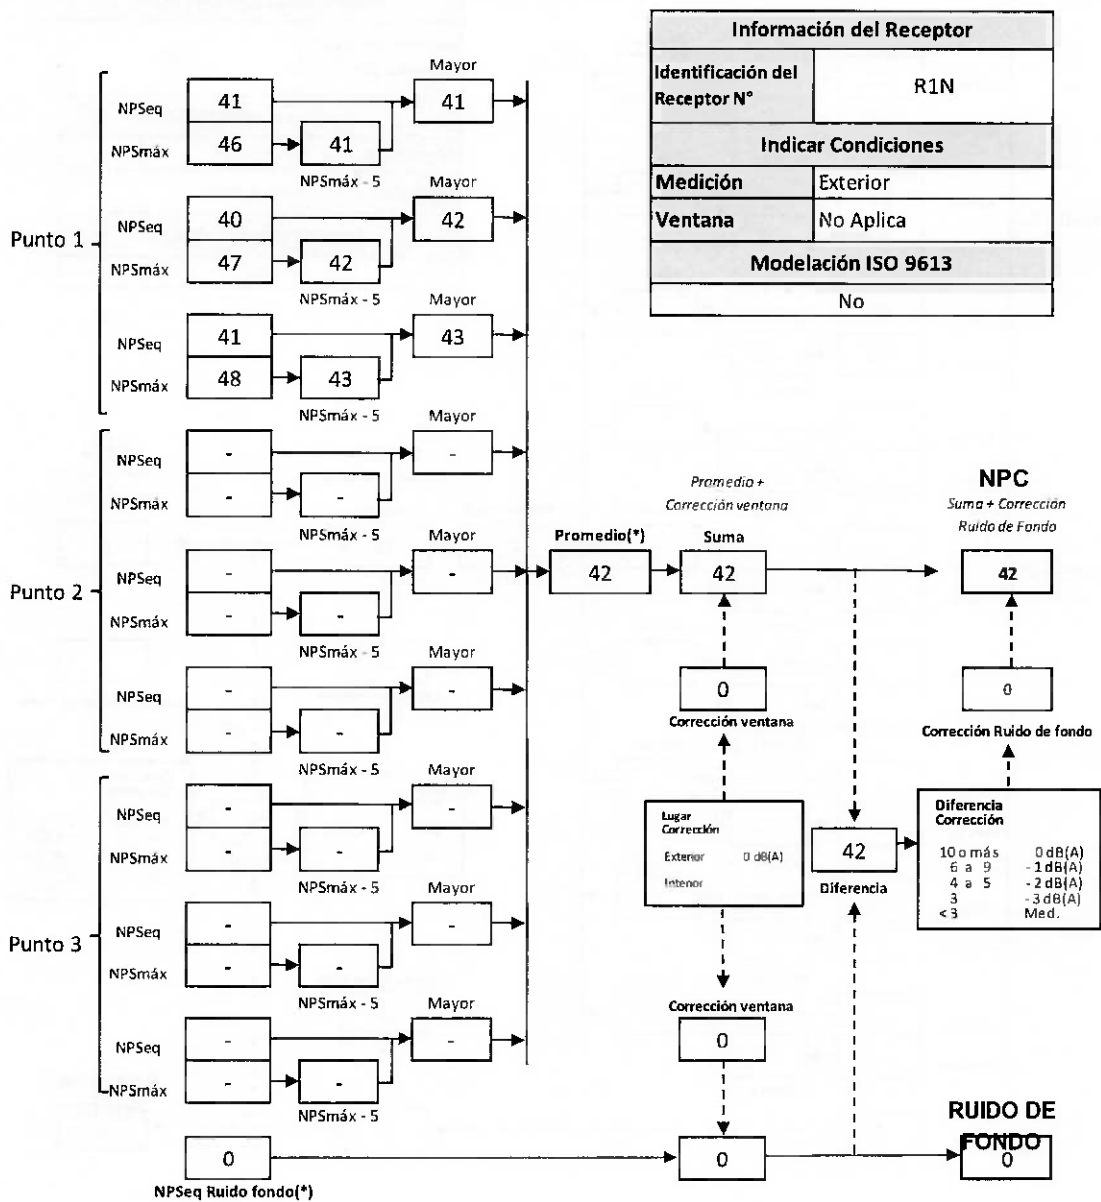 Información del Receptor
Identificación del
Receptor N°
R1N
Indicar Condiciones
Medición Exterior
Ventana No Aplica
Modelación ISO 9613
No
Punto 1
Mayor
NPSeq 41 41
NPSmáx 46 41
NPSmáx - 5 Mayor
NPSeq 40 42
NPSmáx 47 42
NPSmáx - 5 Mayor
NPSeq 41 43
NPSmáx 48 43
NPSmáx - 5
Punto 2
Mayor
NPSeq - -
NPSmáx - -
NPSmáx - 5 Mayor
NPSeq - -
NPSmáx - -
NPSmáx - 5 Mayor
NPSeq - -
NPSmáx - -
NPSmáx - 5
Punto 3
Mayor
NPSeq - -
NPSmáx - -
NPSmáx - 5 Mayor
NPSeq - -
NPSmáx - -
NPSmáx - 5 Mayor
NPSeq - -
NPSmáx - -
NPSmáx - 5
0
NPSeq Ruido fondo(*)
Promedio(*)
42
Promedio +
Corrección ventana
Suma
42
0
Corrección ventana
Lugar
Corrección
Exterior 0 dB(A)
Interior
Corrección ventana
0
0
42
Diferencia
NPC
Suma + Corrección
Ruido de Fondo
42
0
Corrección Ruido de fondo
Diferencia
Corrección
10 o más 0 dB(A)
6 a 9 -1 dB(A)
4 a 5 -2 dB(A)
3 -3 dB(A)
<3 Med.
RUIDO DE
FONDO
0